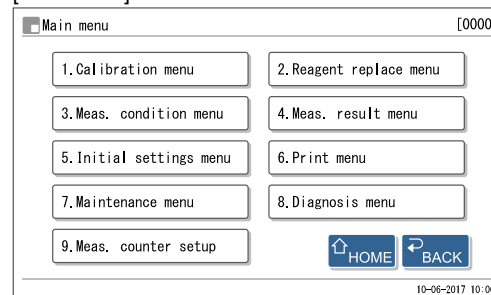 Main menu [0000
1.Calibration menu 2.Reagent replace menu
3.Meas. condition menu 4.Meas. result menu
5.Initial settings menu 6.Print menu
7.Maintenance menu 8.Diagnosis menu
9.Meas. counter setup HOME BACK
10-06-2017 10:0